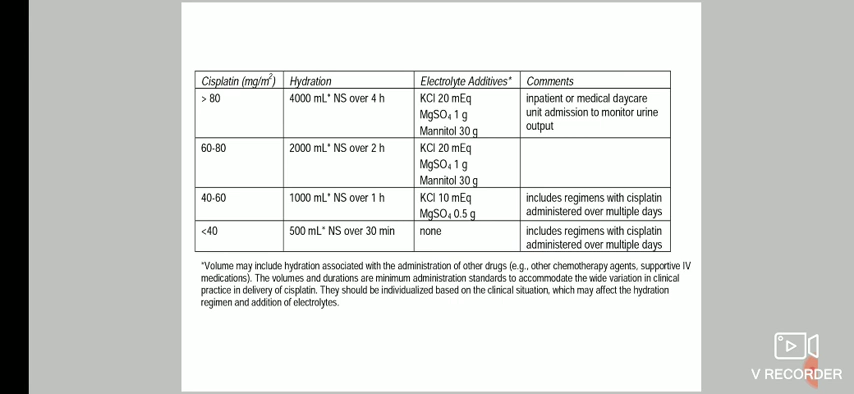 Cisplatin (mg/m²) Hydration Electrolyte Additives* Comments
> 80 4000 mL* NS over 4 h KCl 20 mEq inpatient or medical daycare
MgSO₄ 1 g unit admission to monitor urine
Mannitol 30 g output
60-80 2000 mL* NS over 2 h KCl 20 mEq
MgSO₄ 1 g
Mannitol 30 g
40-60 1000 mL* NS over 1 h KCl 10 mEq includes regimens with cisplatin
MgSO₄ 0.5 g administered over multiple days
<40 500 mL* NS over 30 min none includes regimens with cisplatin
administered over multiple days
*Volume may include hydration associated with the administration of other drugs (e.g., other chemotherapy agents, supportive IV
medications). The volumes and durations are minimum administration standards to accommodate the wide variation in clinical
practice in delivery of cisplatin. They should be individualized based on the clinical situation, which may affect the hydration
regimen and addition of electrolytes.
V RECORDER